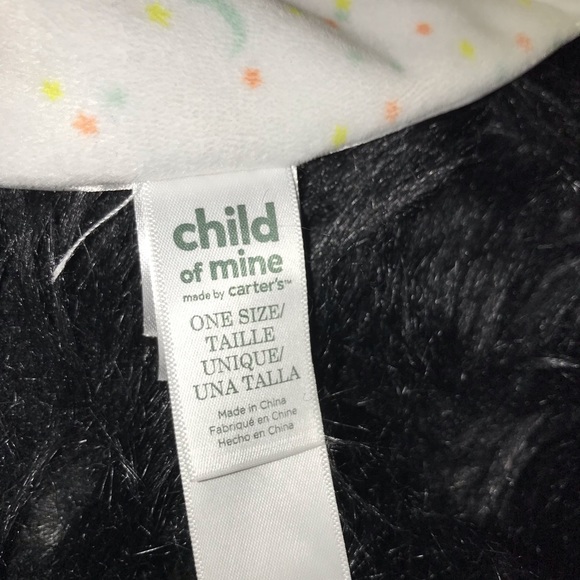 child
of mine
made by carter's™
ONE SIZE/
TAILLE
UNIQUE/
UNA TALLA
Made in China
Fabriqué en Chine
Hecho en China